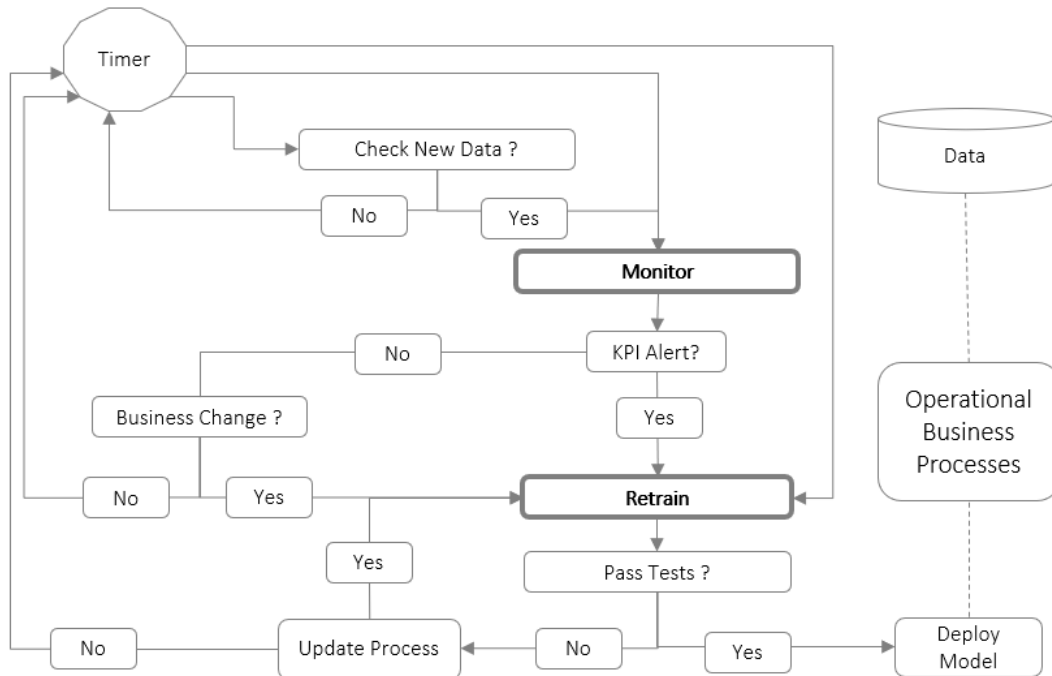 Timer
Check New Data ?
Data
No
Yes
Monitor
No
KPI Alert?
Business Change ?
Yes
Operational
Business
Processes
No
Yes
Retrain
Yes
Pass Tests ?
No
Update Process
No
Yes
Deploy
Model